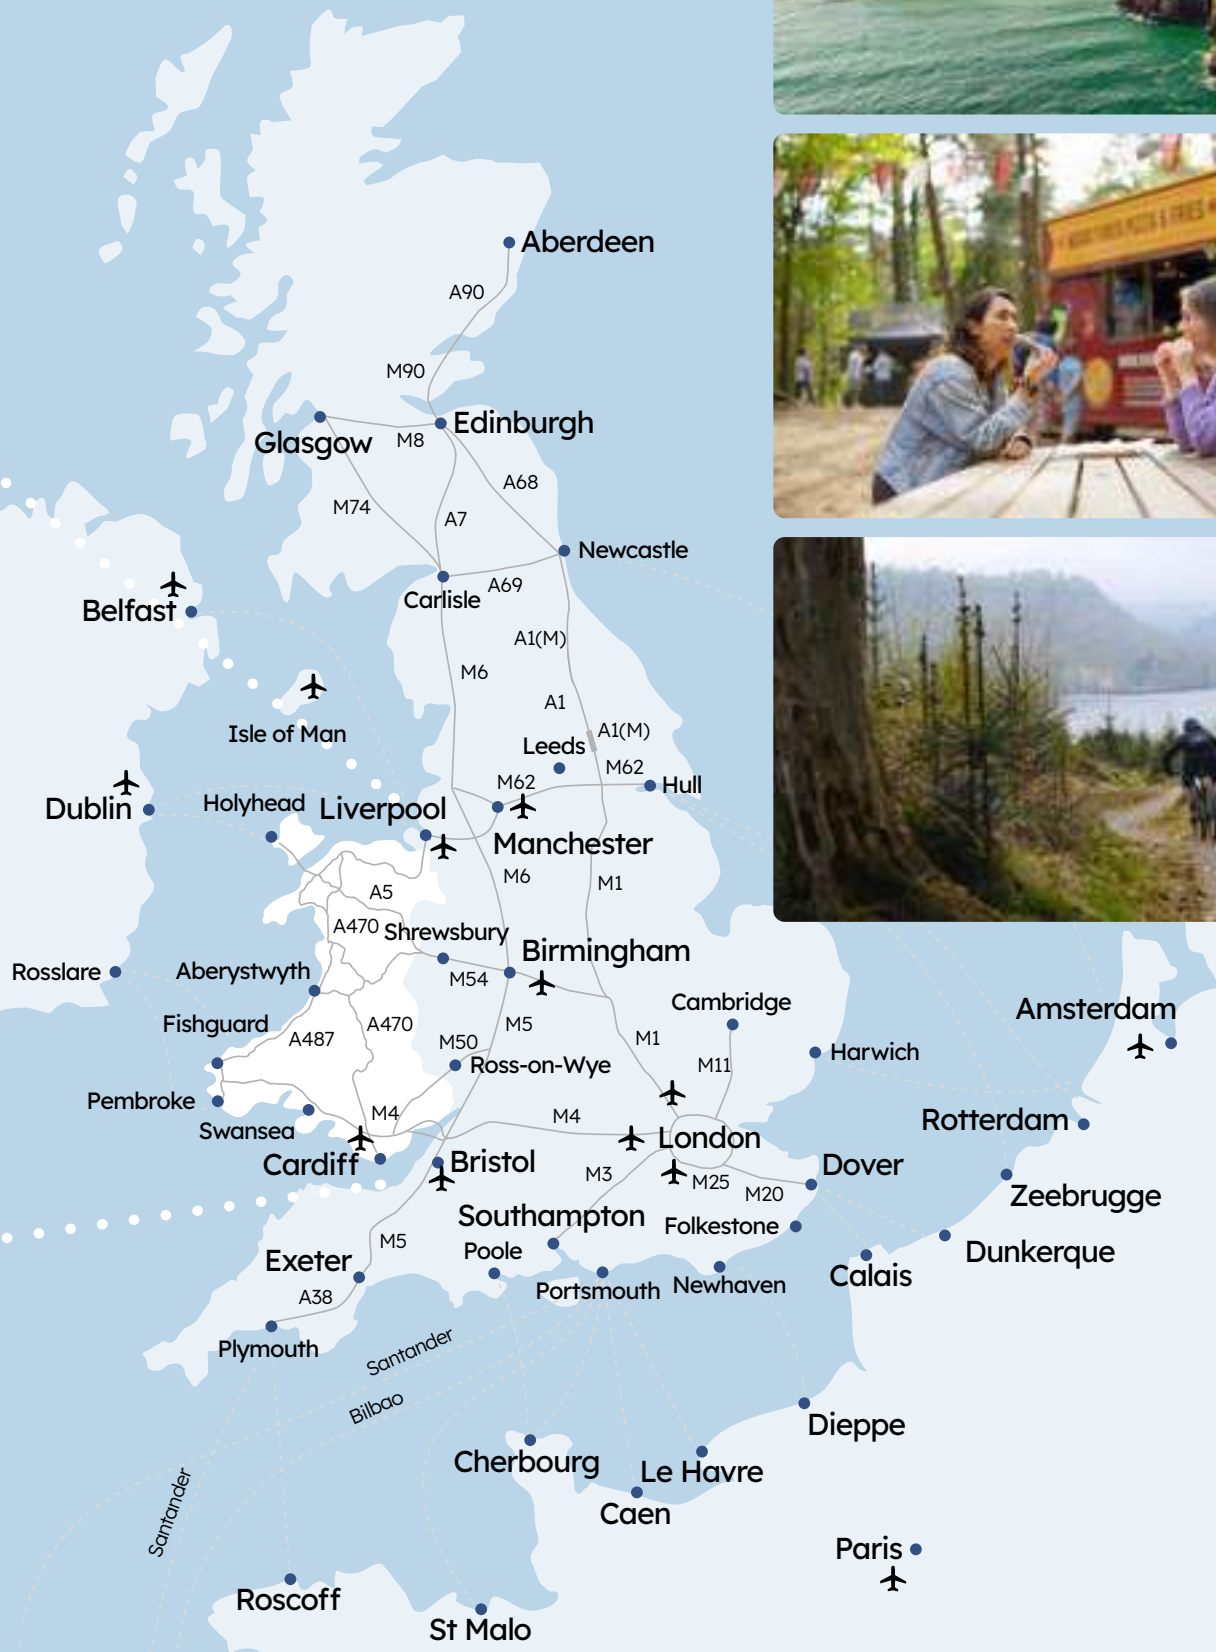 WOOD FIRED PIZZA & FRIES
Aberdeen
A90
M90
Edinburgh
Glasgow
M8
A68
M74
A7
Newcastle
A69
Carlisle
Belfast
A1(M)
M6
A1
Isle of Man
A1(M)
Leeds
M62
M62
Hull
Dublin
Holyhead
Liverpool
Manchester
M6
M1
A5
A470
Shrewsbury
Birmingham
Rosslare
Aberystwyth
M54
Cambridge
Amsterdam
Fishguard
A487
A470
M5
M1
M50
Harwich
Ross-on-Wye
M11
Pembroke
M4
M4
Rotterdam
Swansea
London
Cardiff
Bristol
Dover
M3
M25
M20
Zeebrugge
Southampton
Folkestone
M5
Exeter
Poole
Dunkerque
Calais
Portsmouth
Newhaven
A38
Plymouth
Santander
Bilbao
Dieppe
Cherbourg
Le Havre
Santander
Caen
Paris
Roscoff
St Malo